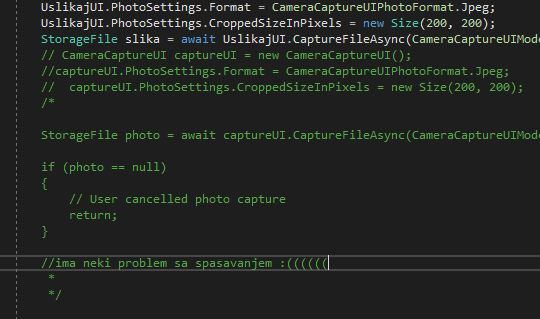 UslikajUI.PhotoSettings.Format = CameraCaptureUIPhotoFormat.Jpeg;
UslikajUI.PhotoSettings.CroppedSizeInPixels = new Size(200, 200);
StorageFile slika = await UslikajUI.CaptureFileAsync(CameraCaptureUIMode
// CameraCaptureUI captureUI = new CameraCaptureUI();
//captureUI.PhotoSettings.Format = CameraCaptureUIPhotoFormat.Jpeg;
//  captureUI.PhotoSettings.CroppedSizeInPixels = new Size(200, 200);
/*
StorageFile photo = await captureUI.CaptureFileAsync(CameraCaptureUIMode
if (photo == null)
{
// User cancelled photo capture
return;
}
//ima neki problem sa spasavanjem :((((((
*
*/